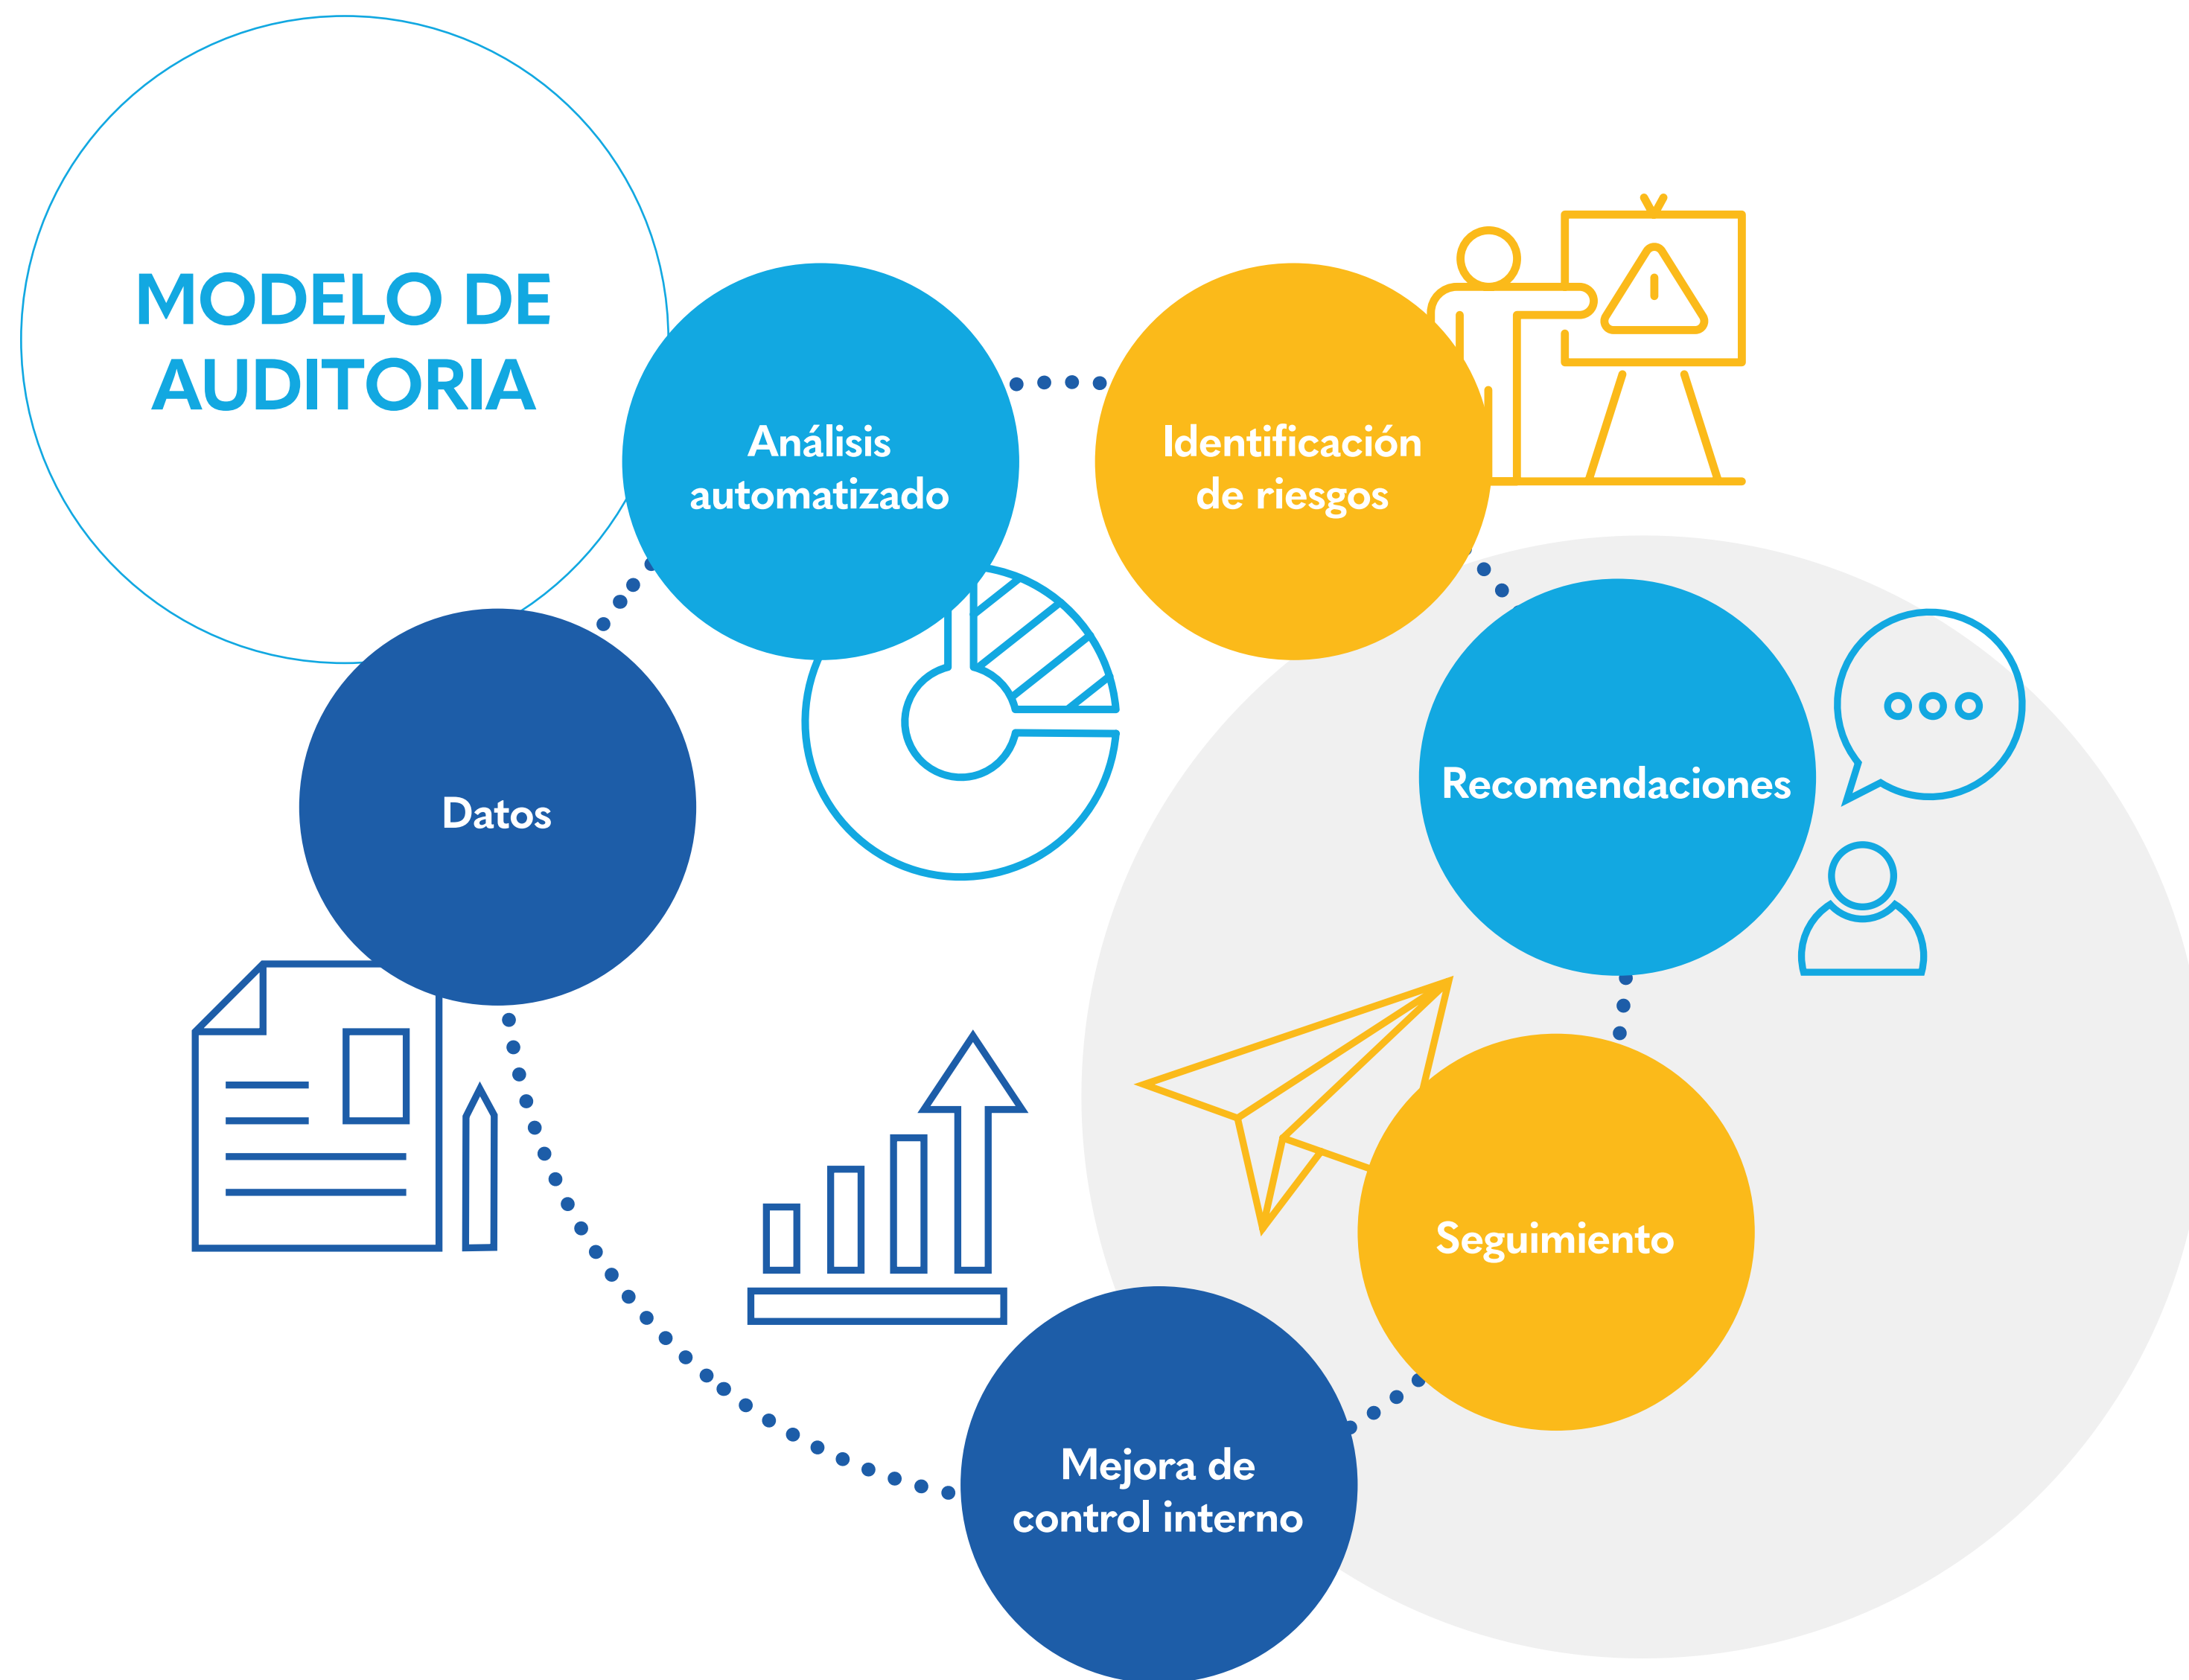 MODELO DE
AUDITORIA
Análisis
automatizado
Identificación
de riesgos
Recomendaciones
Datos
Seguimiento
Mejora de
control interno